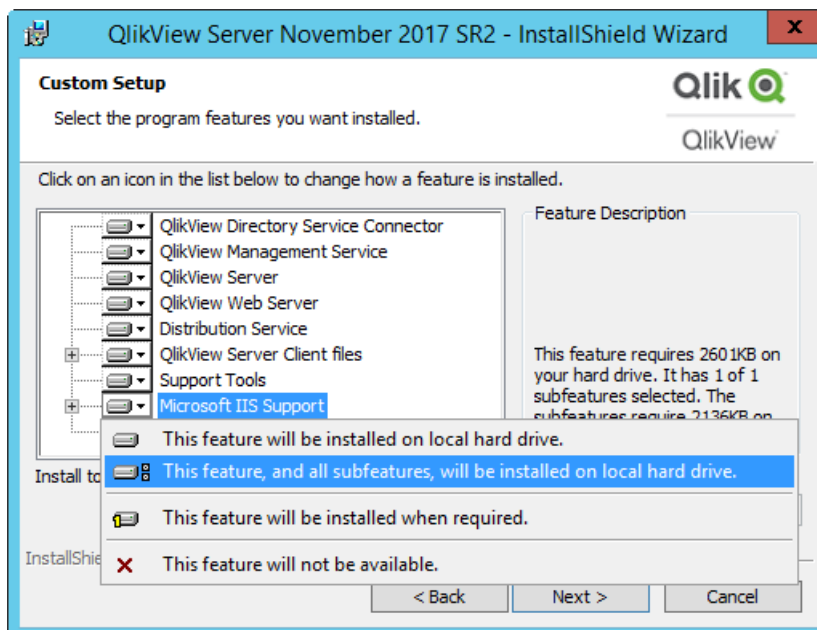 QlikView Server November 2017 SR2 - InstallShield Wizard
x
Custom Setup
Select the program features you want installed.
Qlik
QlikView
Click on an icon in the list below to change how a feature is installed.
QlikView Directory Service Connector
QlikView Management Service
QlikView Server
QlikView Web Server
Distribution Service
QlikView Server Client files
Support Tools
Microsoft IIS Support
Feature Description
This feature requires 2601KB on
your hard drive. It has 1 of 1
subfeatures selected. The
subfeatures require 2136KB on
This feature will be installed on local hard drive.
This feature, and all subfeatures, will be installed on local hard drive.
This feature will be installed when required.
This feature will not be available.
Install to
InstallShie
< Back
Next >
Cancel